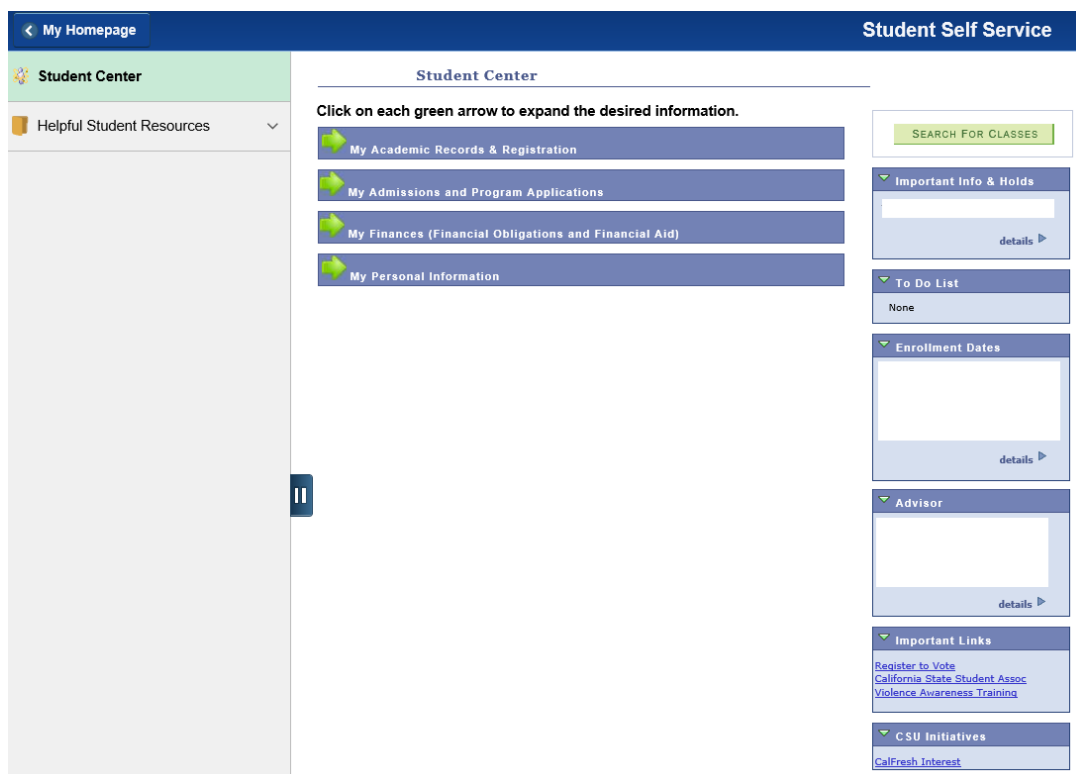 My Homepage
Student Self Service
Student Center
Helpful Student Resources
Student Center
Click on each green arrow to expand the desired information.
My Academic Records & Registration
My Admissions and Program Applications
My Finances (Financial Obligations and Financial Aid)
My Personal Information
SEARCH FOR CLASSES
Important Info & Holds
details
To Do List
None
Enrollment Dates
details
Advisor
details
Important Links
Register to Vote
California State Student Assoc
Violence Awareness Training
CSU Initiatives
CalFresh Interest